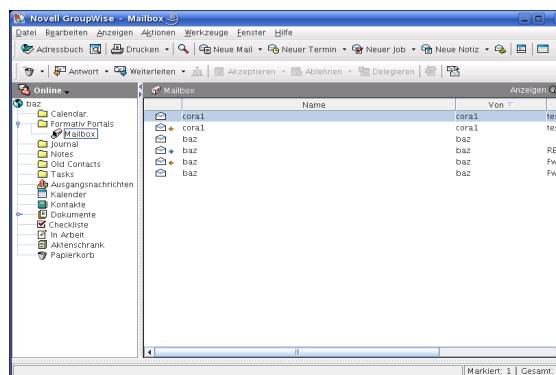 Novell GroupWise - Mailbox
Datei Bearbeiten Anzeigen Aktionen Werkzeuge Fenster Hilfe
Adressbuch Drucken Neue Mail Neuer Termin Neuer Job Neue Notiz
Antwort Weiterleiten Akzeptieren Ablehnen Delegieren
Online Mailbox Anzeigen
Name Von
baz
Calendar.
Formativ Portals
Mailbox
Journal
Notes
Old Contacts
Tasks
Ausgangsnachrichten
Kalender
Kontakte
Dokumente
Checkliste
In Arbeit
Aktenschrank
Papierkorb
cora1 cora1 tes
cora1 cora1 tes
baz baz
baz baz RE
baz baz Fw
baz baz Fw
Markiert: 1 Gesamt: